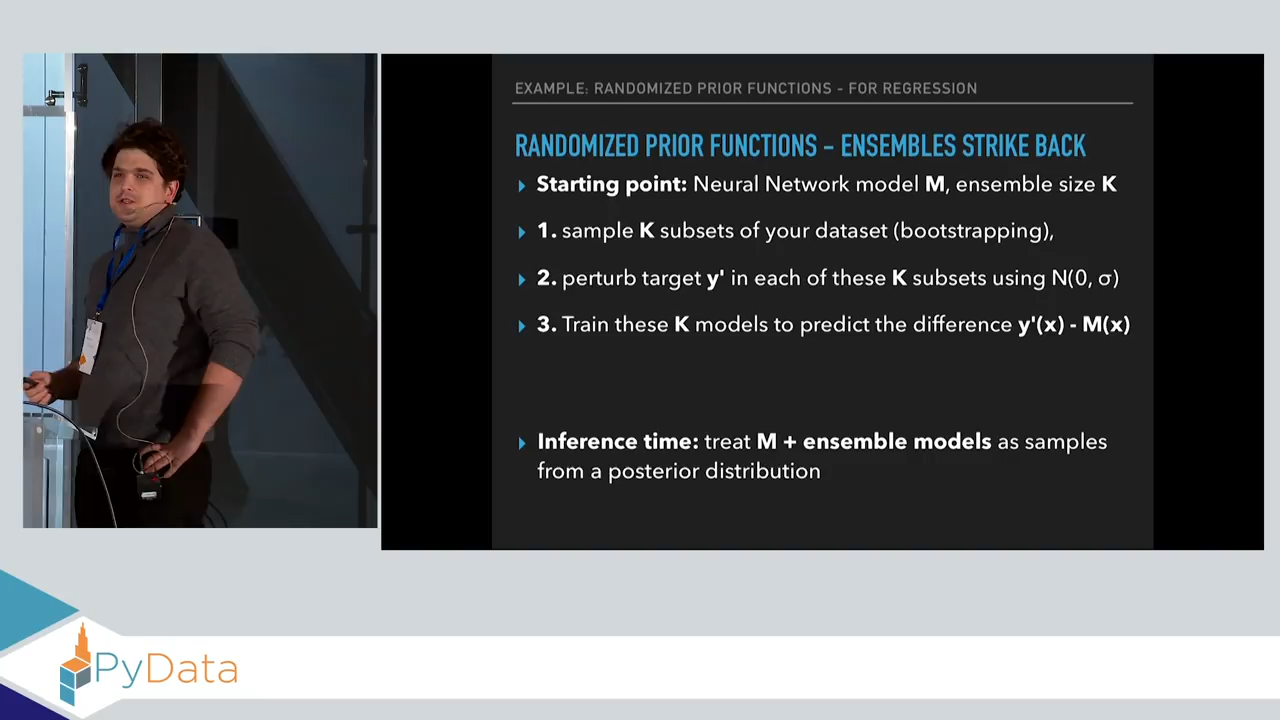 EXAMPLE: RANDOMIZED PRIOR FUNCTIONS - FOR REGRESSION
RANDOMIZED PRIOR FUNCTIONS - ENSEMBLES STRIKE BACK
Starting point: Neural Network model M, ensemble size K
1. sample K subsets of your dataset (bootstrapping),
2. perturb target y' in each of these K subsets using N(0, σ)
3. Train these K models to predict the difference y'(x) - M(x)
Inference time: treat M + ensemble models as samples
from a posterior distribution
PyData